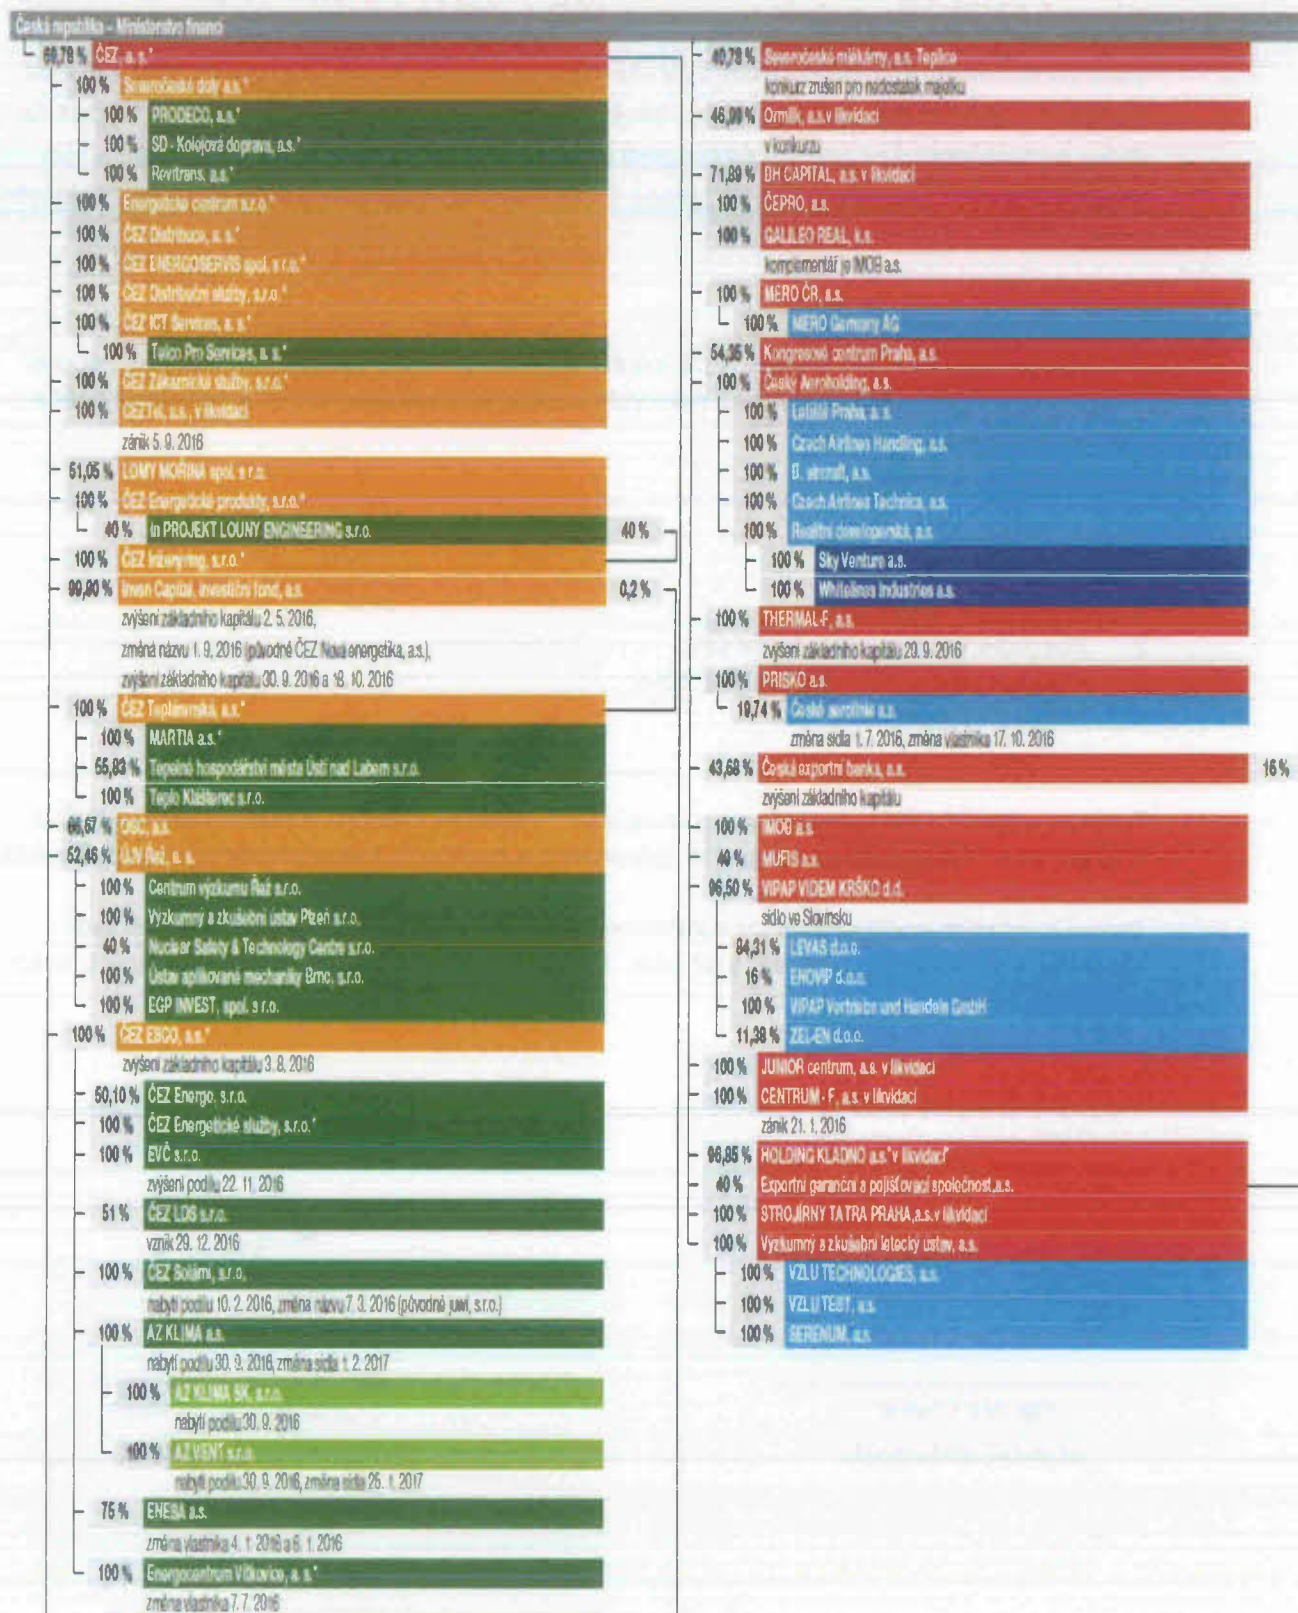 Česká republika – Ministerstvo financí
69,78 % ČEZ, a. s.*
100 % Severočeské doly a.s.*
100 % PRODECO, a.s.*
100 % SD - Kolejová doprava, a.s.*
100 % Revitrans, a.s.*
100 % Energetické centrum s.r.o.*
100 % ČEZ Distribuce, a. s.*
100 % ČEZ ENERGOSERVIS spol. s r.o.*
100 % ČEZ Distribuční služby, s.r.o.*
100 % ČEZ ICT Services, a. s.*
100 % Telco Pro Services, a. s.*
100 % ČEZ Zákaznické služby, s.r.o.*
100 % ČEZTel, a.s., v likvidaci
zánik 5. 9. 2016
51,05 % LOMY MOŘINA spol. s r.o.
100 % ČEZ Energetické produkty, s.r.o.*
40 % in PROJEKT LOUNY ENGINEERING s.r.o. 40 %
100 % ČEZ Inženýring, s.r.o.*
99,80 % Inven Capital, investiční fond, a.s. 0,2 %
zvýšení základního kapitálu 2. 5. 2016,
změna názvu 1. 9. 2016 (původně ČEZ Nová energetika, a.s.),
zvýšení základního kapitálu 30. 9. 2016 a 18. 10. 2016
100 % ČEZ Teplárenská, a.s.*
100 % MARTIA a.s.*
55,83 % Tepelné hospodářství města Ústí nad Labem s.r.o.
100 % Teplo Klášterec s.r.o.
66,67 % OSC, a.s.
52,46 % ÚJV Řež, a. s.
100 % Centrum výzkumu Řež s.r.o.
100 % Výzkumný a zkušební ústav Plzeň s.r.o.
40 % Nuclear Safety & Technology Centre s.r.o.
100 % Ústav aplikované mechaniky Brno, s.r.o.
100 % EGP INVEST, spol. s r.o.
100 % ČEZ ESCO, a.s.*
zvýšení základního kapitálu 3. 8. 2016
50,10 % ČEZ Energo, s.r.o.
100 % ČEZ Energetické služby, s.r.o.*
100 % EVČ s.r.o.
zvýšení podílu 22. 11. 2016
51 % ČEZ LDS s.r.o.
vznik 29. 12. 2016
100 % ČEZ Solární, s.r.o.
nabytí podílu 10. 2. 2016, změna názvu 7. 3. 2016 (původně juwi, s.r.o.)
100 % AZ KLIMA a.s.
nabytí podílu 30. 9. 2016, změna sídla 1. 2. 2017
100 % AZ KLIMA SK, s.r.o.
nabytí podílu 30. 9. 2016
100 % AZ VENT s.r.o.
nabytí podílu 30. 9. 2016, změna sídla 25. 1. 2017
75 % ENESA a.s.
změna vlastníka 4. 1. 2016 a 6. 1. 2016
100 % Energocentrum Vítkovice, a. s.*
změna vlastníka 7. 7. 2016
40,78 % Severočeské mlékárny, a.s. Teplice
konkurz zrušen pro nedostatek majetku
46,99 % Ormilk, a.s. v likvidaci
v konkurzu
71,89 % BH CAPITAL, a.s. v likvidaci
100 % ČEPRO, a.s.
100 % GALILEO REAL, k.s.
komplementář je IMOB a.s.
100 % MERO ČR, a.s.
100 % MERO Germany AG
54,35 % Kongresové centrum Praha, a.s.
100 % Český Aeroholding, a.s.
100 % Letiště Praha, a. s.
100 % Czech Airlines Handling, a.s.
100 % B. aircraft, a.s.
100 % Czech Airlines Technics, a.s.
100 % Realitní developerská, a.s.
100 % Sky Venture a.s.
100 % Whitelines Industries a.s.
100 % THERMAL-F, a.s.
zvýšení základního kapitálu 29. 9. 2016
100 % PRISKO a.s.
19,74 % České aerolinie a.s.
změna sídla 1. 7. 2016, změna vlastníka 17. 10. 2016
43,68 % Česká exportní banka, a.s. 16 %
zvýšení základního kapitálu
100 % IMOB a.s.
49 % MUFIS a.s.
96,50 % VIPAP VIDEM KRŠKO d.d.
sídlo ve Slovinsku
84,31 % LEVAS d.o.o.
16 % ENOVIP d.o.o.
100 % VIPAP Vertriebs und Handels GmbH
11,38 % ZEL-EN d.o.o.
100 % JUNIOR centrum, a.s. v likvidaci
100 % CENTRUM - F, a.s. v likvidaci
zánik 21. 1. 2016
96,85 % HOLDING KLADNO a.s."v likvidaci"
40 % Exportní garanční a pojišťovací společnost,a.s.
100 % STROJÍRNY TATRA PRAHA,a.s.v likvidaci
100 % Výzkumný a zkušební letecký ústav, a.s.
100 % VZLU TECHNOLOGIES, a.s.
100 % VZLU TEST, a.s.
100 % SERENUM, a.s.